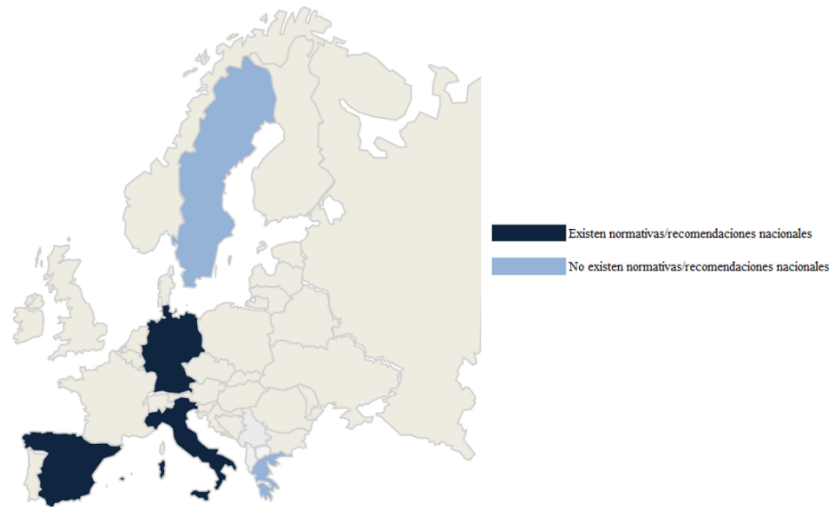 Existen normativas/recomendaciones nacionales
No existen normativas/recomendaciones nacionales